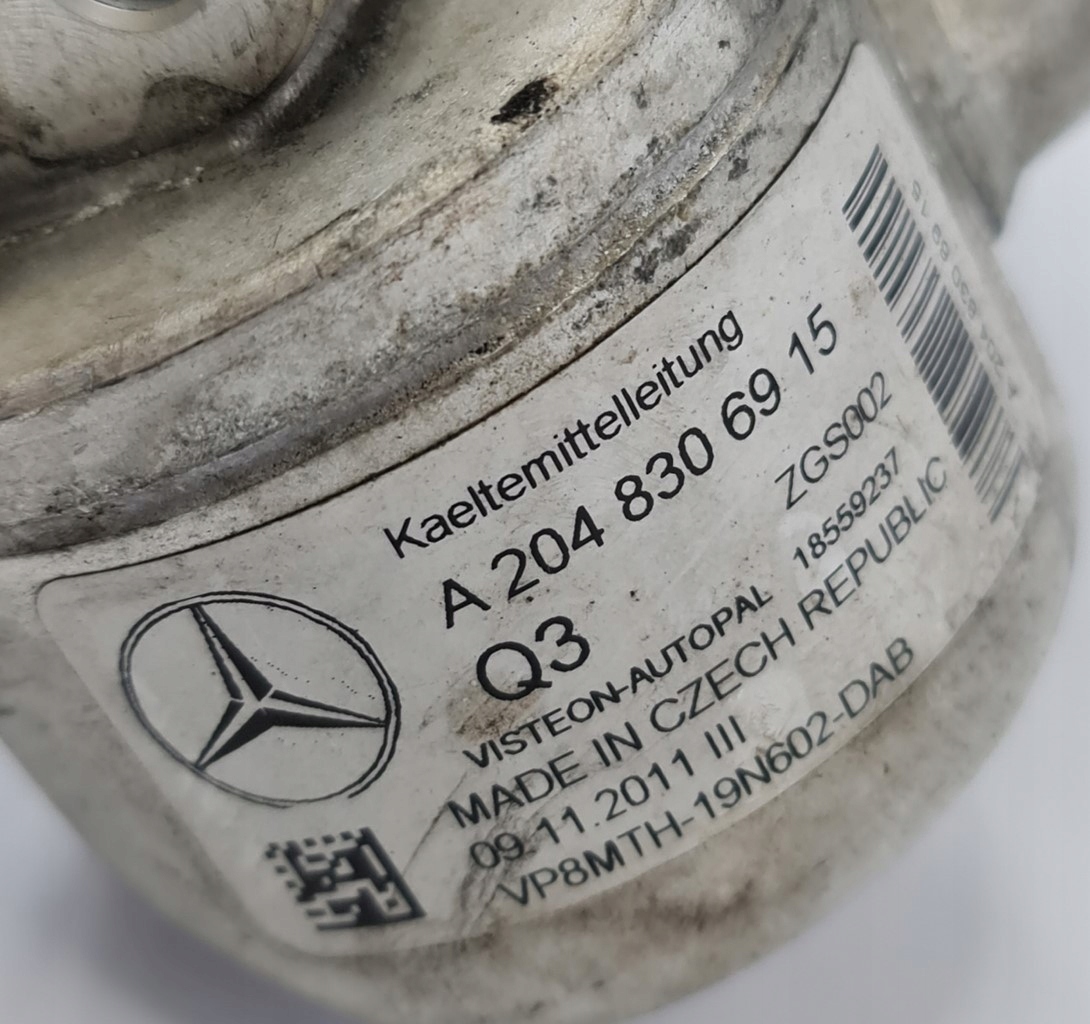 Kaeltemittelleitung
A 204 830 69 15
Q3
ZGS002
VISTEON-AUTOPAL 18559237
MADE IN CZECH REPUBLIC
09.11.2011 III
VP8MTH-19N602-DAB